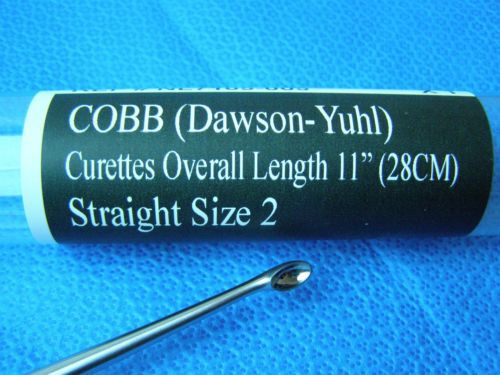 COBB (Dawson-Yuhl)
Curettes Overall Length 11” (28CM)
Straight Size 2